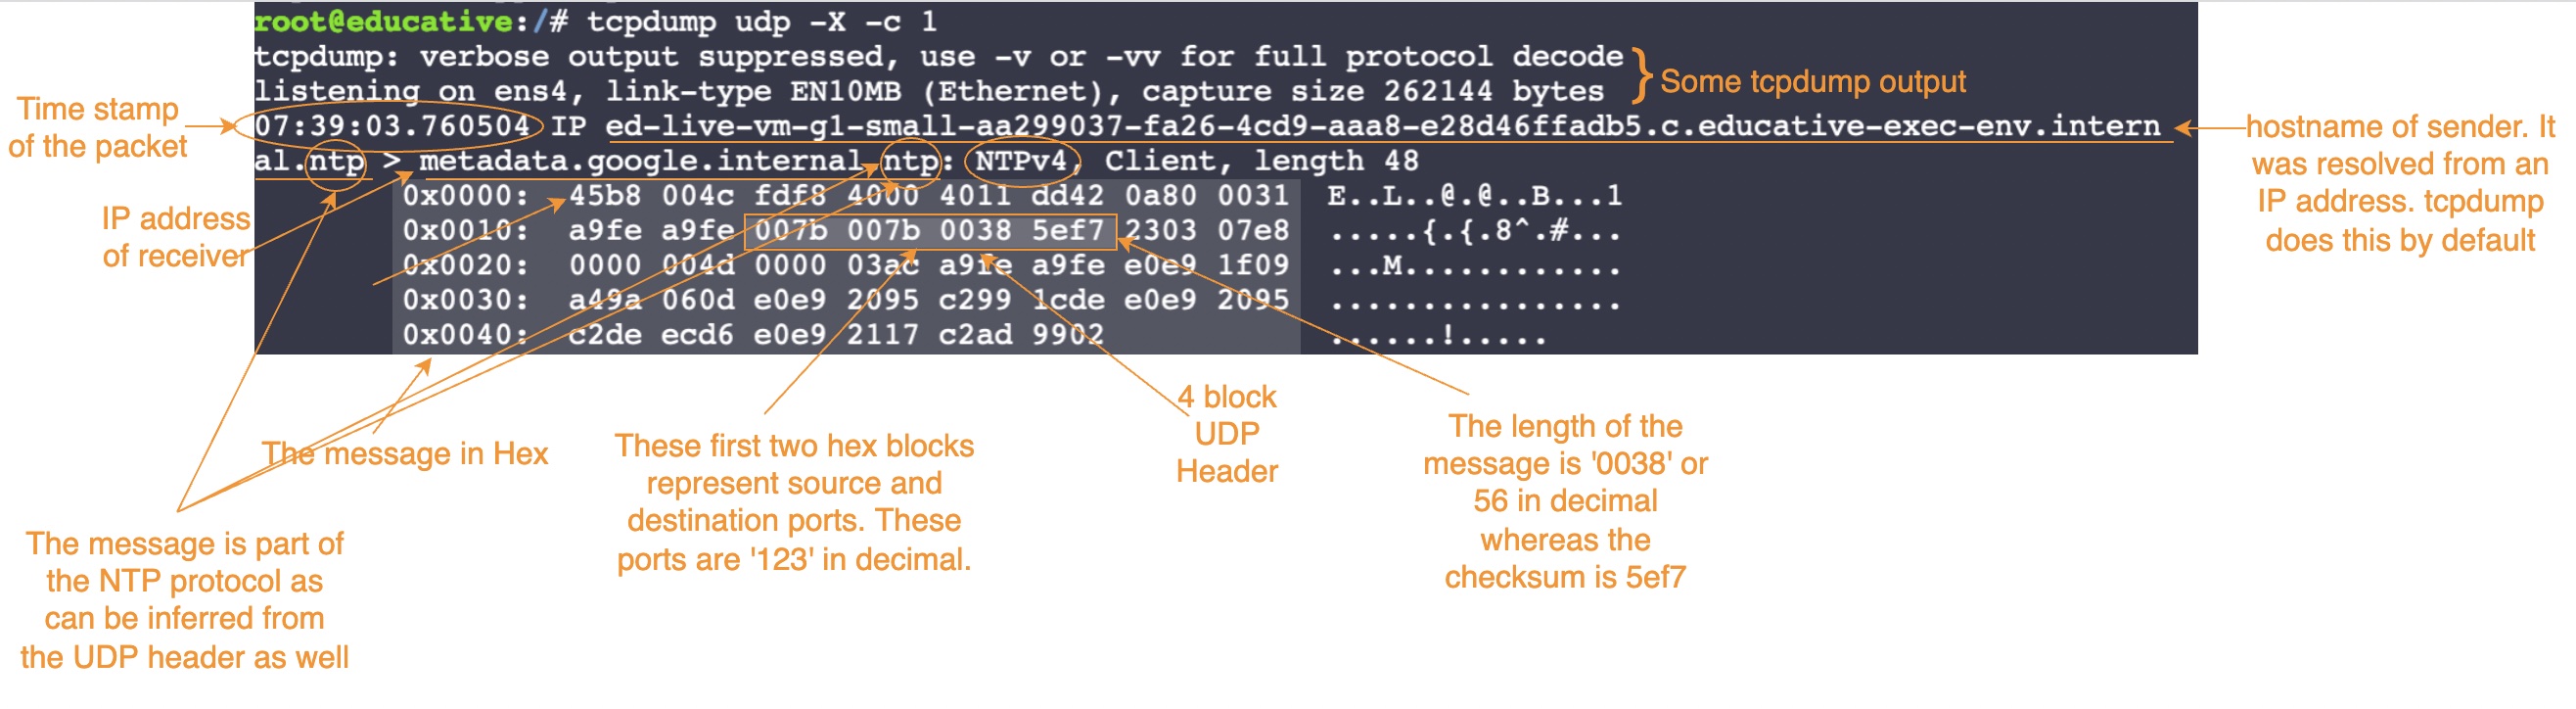 root@educative:/# tcpdump udp -X -c 1
tcpdump: verbose output suppressed, use -v or -vv for full protocol decode
listening on ens4, link-type EN10MB (Ethernet), capture size 262144 bytes
07:39:03.760504 IP ed-live-vm-g1-small-aa299037-fa26-4cd9-aaa8-e28d46ffadb5.c.educative-exec-env.intern
al.ntp > metadata.google.internal.ntp: NTPv4, Client, length 48
0x0000: 45b8 004c fdf8 4000 4011 dd42 0a80 0031 E..L..@.@..B...1
0x0010: a9fe a9fe 007b 007b 0038 5ef7 2303 07e8 .....{.{.8^.#...
0x0020: 0000 004d 0000 03ac a9fe a9fe e0e9 1f09 ...M............
0x0030: a49a 060d e0e9 2095 c299 1cde e0e9 2095 ................
0x0040: c2de ecd6 e0e9 2117 c2ad 9902 ......!.....
Some tcpdump output
Time stamp
of the packet
hostname of sender. It
was resolved from an
IP address. tcpdump
does this by default
IP address
of receiver
The message in Hex
These first two hex blocks
represent source and
destination ports. These
ports are '123' in decimal.
4 block
UDP
Header
The length of the
message is '0038' or
56 in decimal
whereas the
checksum is 5ef7
The message is part of
the NTP protocol as
can be inferred from
the UDP header as well